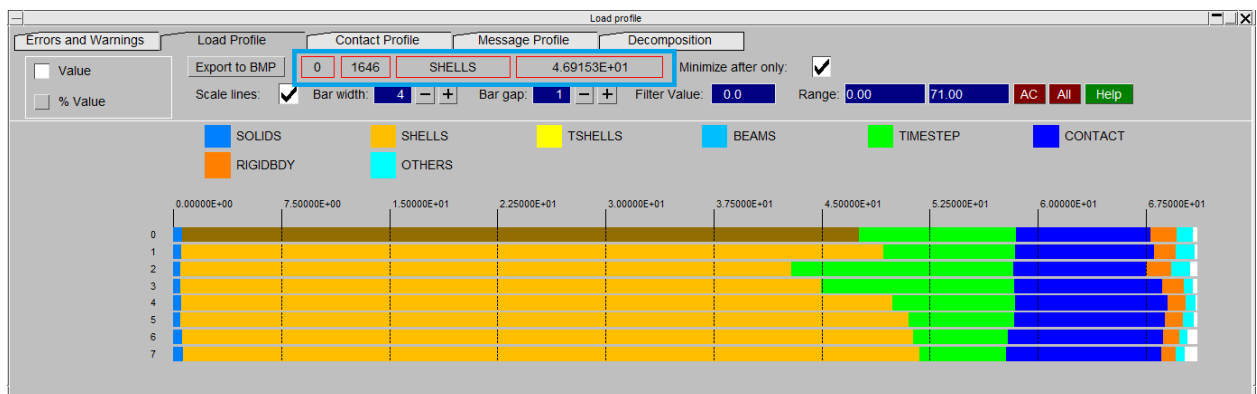 Load profile
Errors and Warnings Load Profile Contact Profile Message Profile Decomposition
Value Export to BMP 0 1646 SHELLS 4.69153E+01 Minimize after only:
% Value Scale lines: Bar width: 4 Bar gap: 1 Filter Value: 0.0 Range: 0.00 71.00 AC All Help
SOLIDS SHELLS TSHELLS BEAMS TIMESTEP CONTACT
RIGIDBDY OTHERS
0.00000E+00 7.50000E+00 1.50000E+01 2.25000E+01 3.00000E+01 3.75000E+01 4.50000E+01 5.25000E+01 6.00000E+01 6.75000E+01
0
1
2
3
4
5
6
7